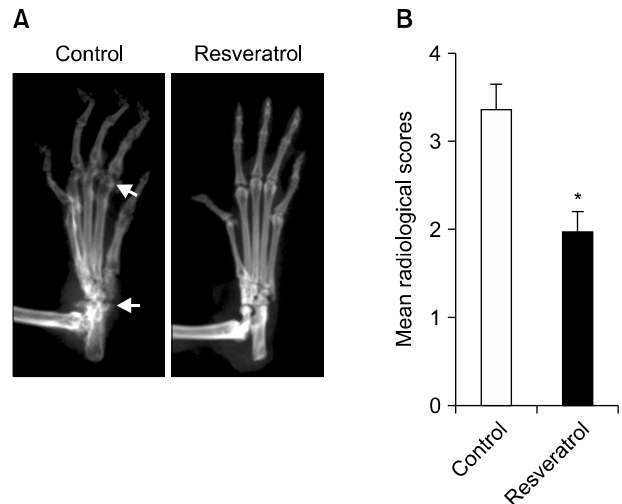 A
Control
Resveratrol
B
Mean radiological scores
4
3
2
1
0
*
Control
Resveratrol